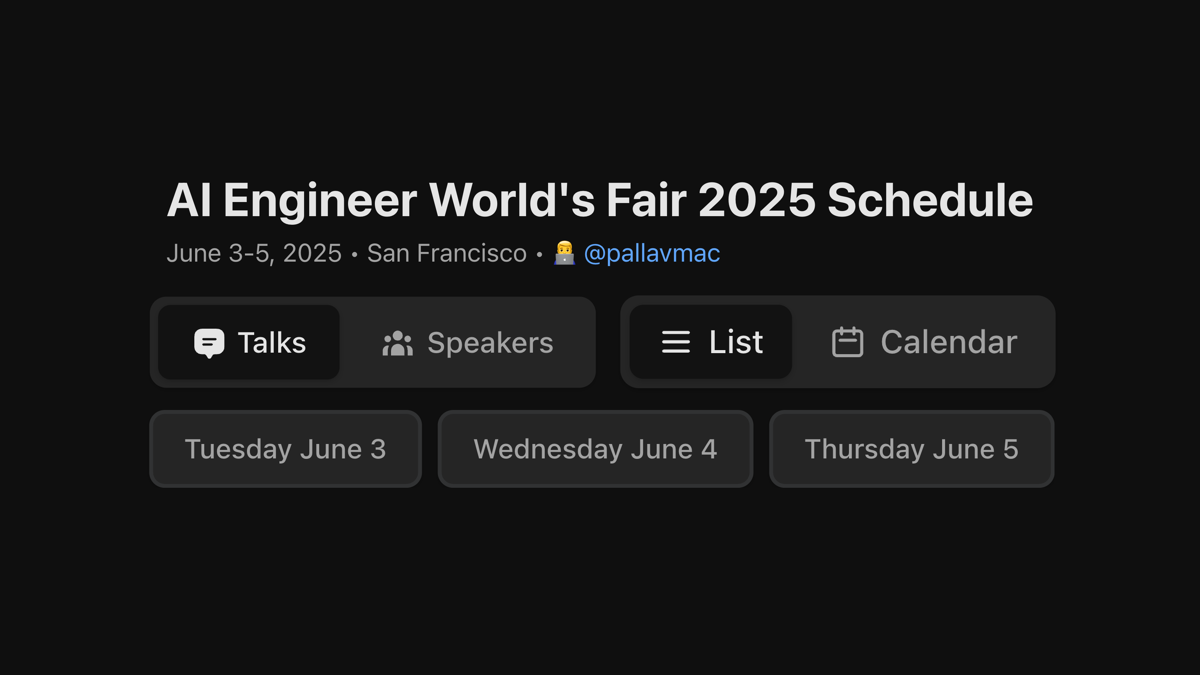 AI Engineer World's Fair 2025 Schedule
June 3-5, 2025 • San Francisco • 👨‍💻 @pallavmac
Talks Speakers List Calendar
Tuesday June 3 Wednesday June 4 Thursday June 5